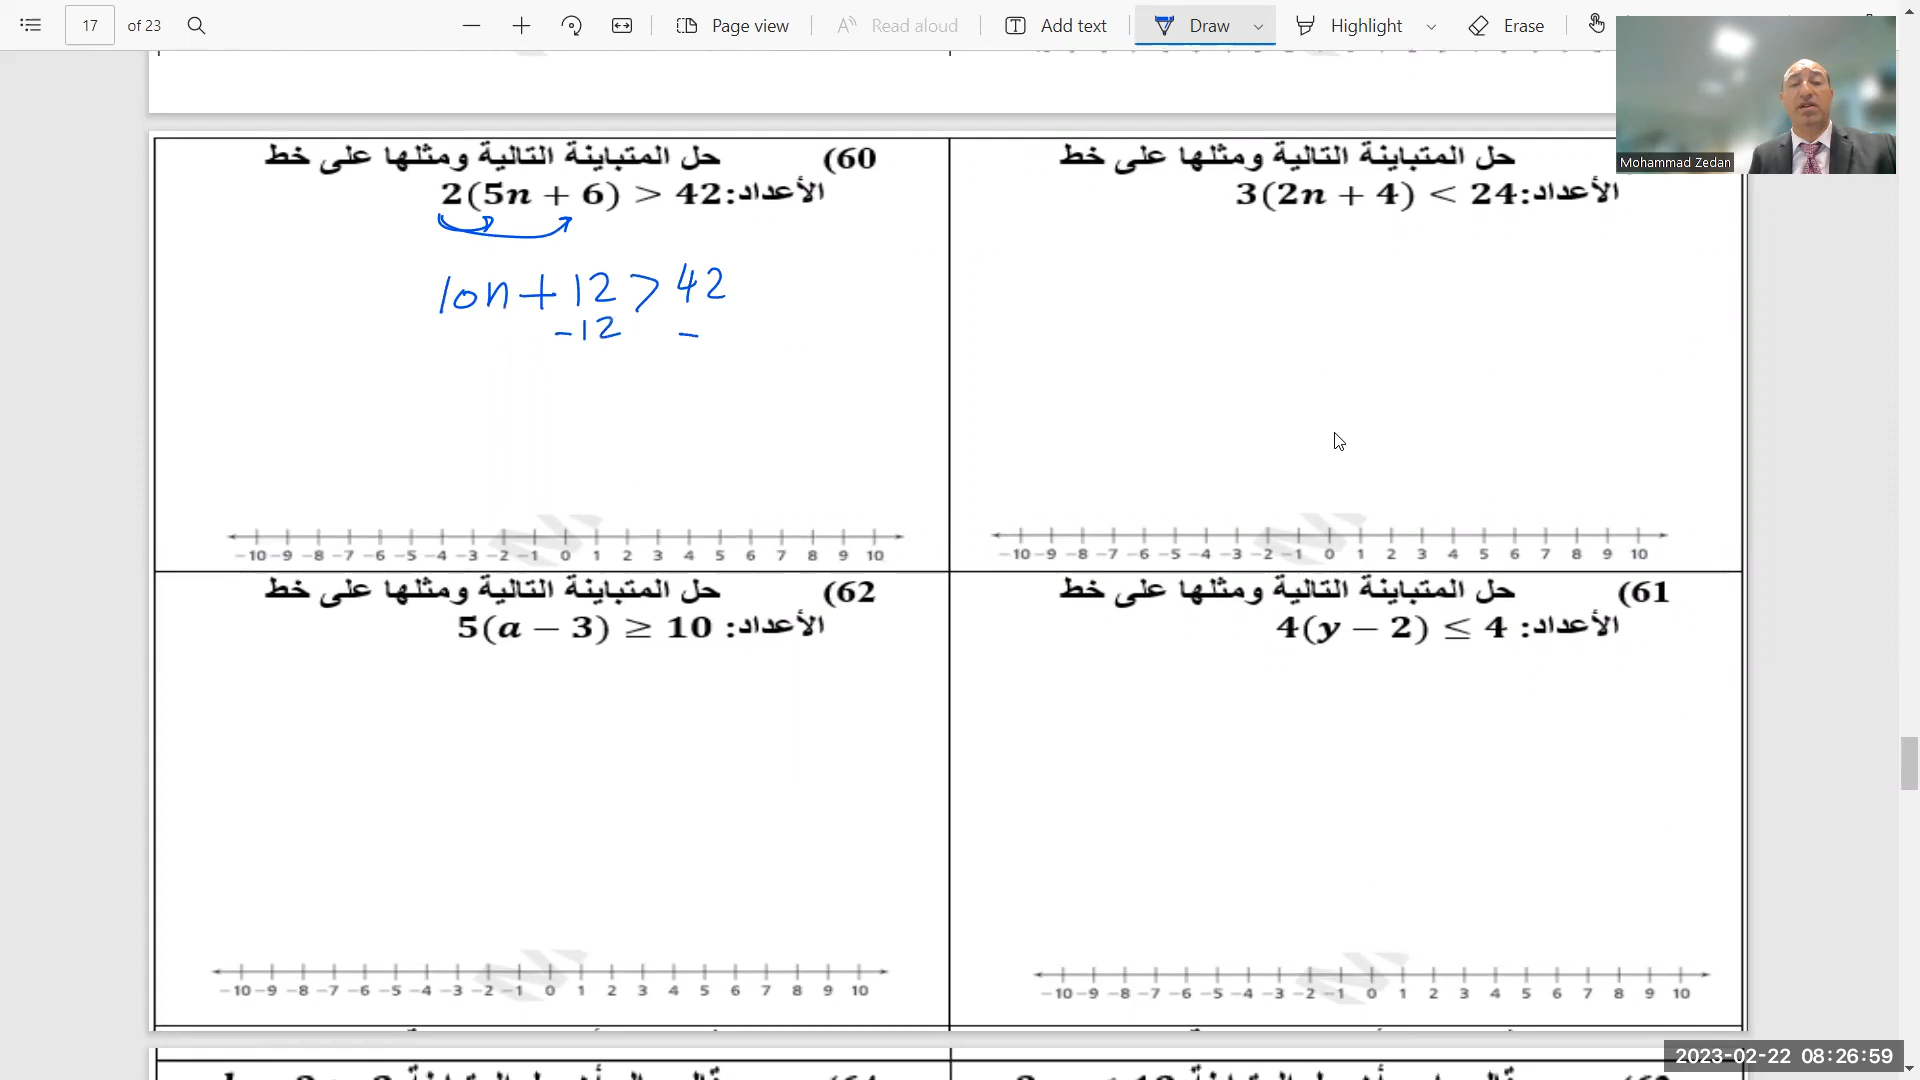 17 of 23 Page view Read aloud Add text Draw Highlight Erase
Mohammad Zedan
حل المتباينة التالية ومثلها على خط
الأعداد: 3(2n + 4) < 24
60) حل المتباينة التالية ومثلها على خط
الأعداد: 2(5n + 6) > 42
10n + 12 > 42
-12 -
-10 -9 -8 -7 -6 -5 -4 -3 -2 -1 0 1 2 3 4 5 6 7 8 9 10
-10 -9 -8 -7 -6 -5 -4 -3 -2 -1 0 1 2 3 4 5 6 7 8 9 10
61) حل المتباينة التالية ومثلها على خط
الأعداد: 4(y − 2) ≤ 4
62) حل المتباينة التالية ومثلها على خط
الأعداد: 5(a − 3) ≥ 10
-10 -9 -8 -7 -6 -5 -4 -3 -2 -1 0 1 2 3 4 5 6 7 8 9 10
-10 -9 -8 -7 -6 -5 -4 -3 -2 -1 0 1 2 3 4 5 6 7 8 9 10
2023-02-22 08:26:59